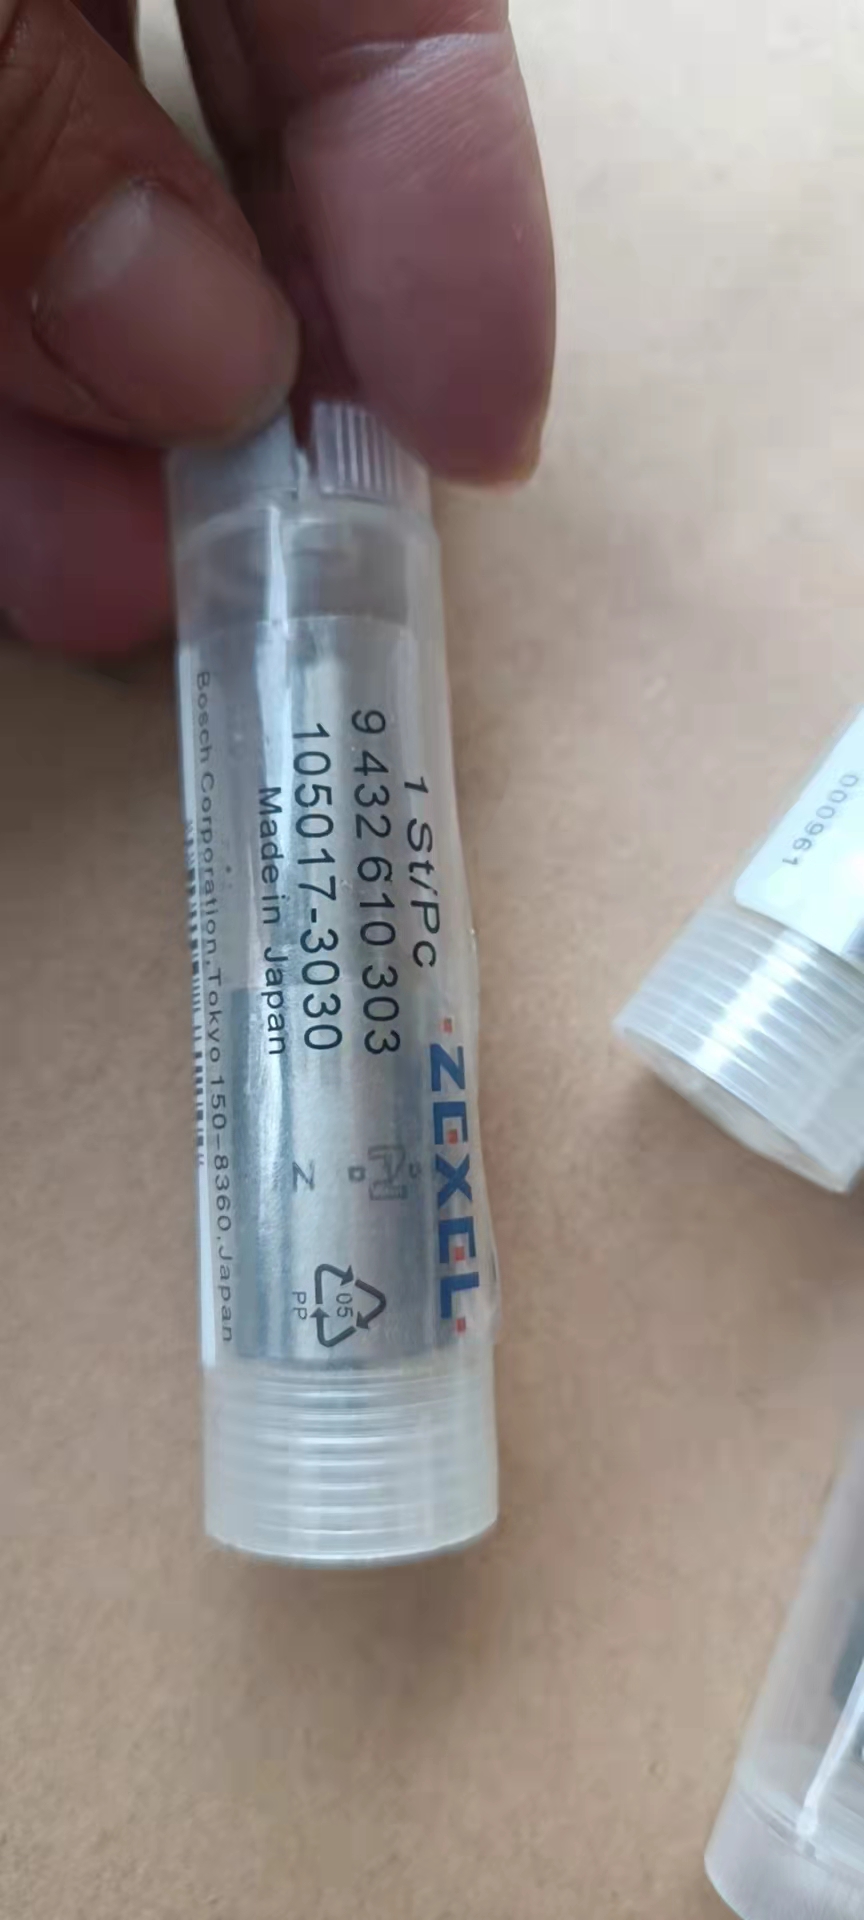 ZEXEL
1 St/Pc
9 432 610 303
105017-3030
Made in Japan
Bosch Corporation,Tokyo 150-8360,Japan
N
Z
05
PP
000961